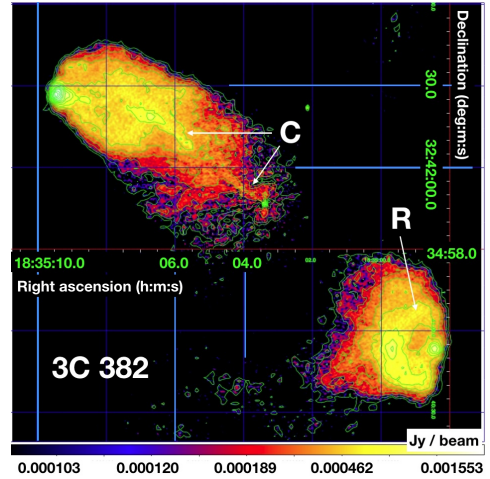 Declination (deg:m:s)
30.0
C
32:42:00.0
R
18:35:10.0
06.0
04.0
34:58.0
Right ascension (h:m:s)
3C 382
Jy / beam
0.000103
0.000120
0.000189
0.000462
0.001553